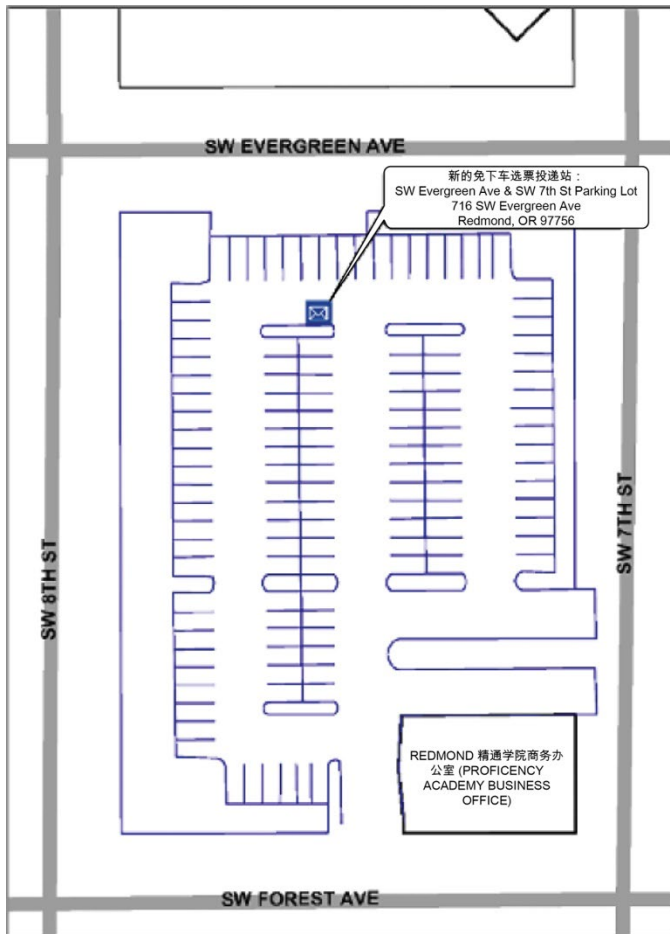 SW EVERGREEN AVE
新的免下车选票投递站：
SW Evergreen Ave & SW 7th St Parking Lot
716 SW Evergreen Ave
Redmond, OR 97756
SW 8TH ST
SW 7TH ST
REDMOND 精通学院商务办
公室 (PROFICENCY
ACADEMY BUSINESS
OFFICE)
SW FOREST AVE